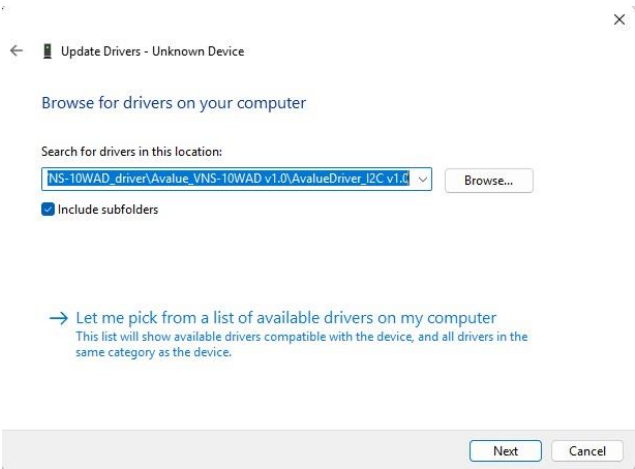 Update Drivers - Unknown Device
Browse for drivers on your computer
Search for drivers in this location:
NS-10WAD_driver\Avalue_VNS-10WAD v1.0\AvalueDriver_I2C v1.0
Browse...
Include subfolders
Let me pick from a list of available drivers on my computer
This list will show available drivers compatible with the device, and all drivers in the
same category as the device.
Next
Cancel